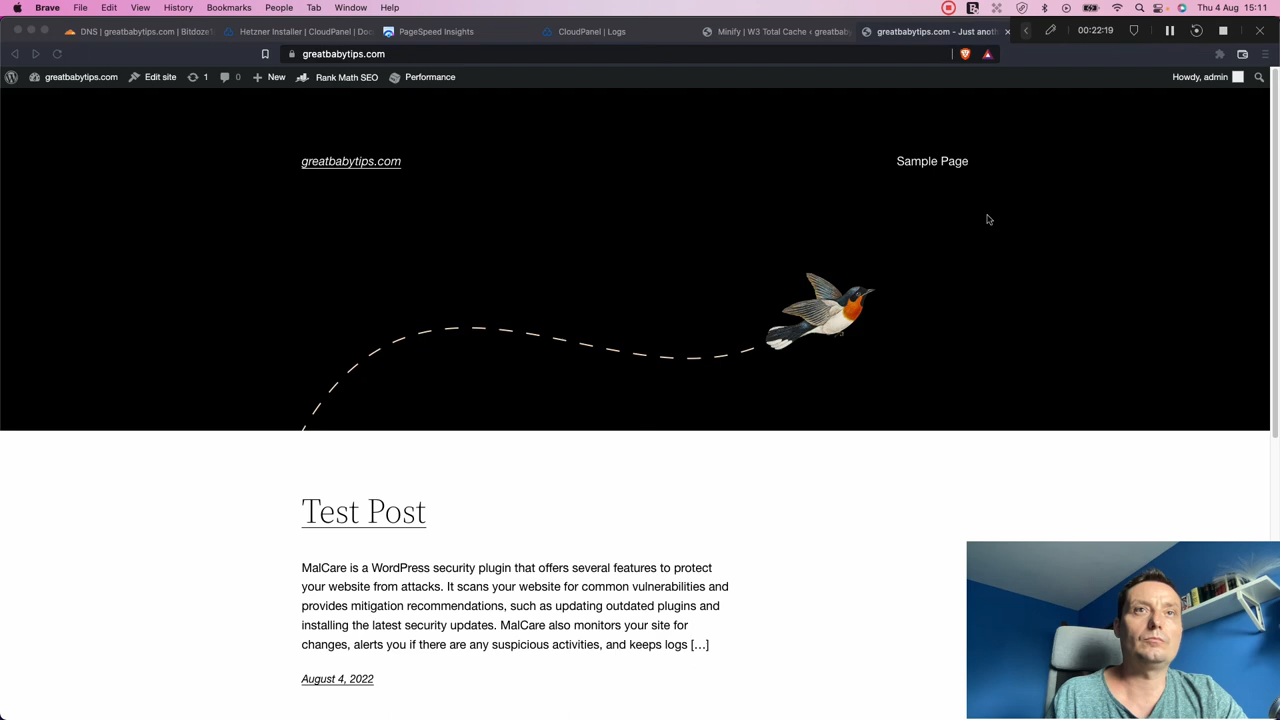 Brave File Edit View History Bookmarks People Tab Window Help Thu 4 Aug 15:11
DNS | greatbabytips.com | Bitdoze1 Hetzner Installer | CloudPanel | Doc PageSpeed Insights CloudPanel | Logs Minify | W3 Total Cache ‹ greatbaby greatbabytips.com – Just anoth 00:22:19
greatbabytips.com
greatbabytips.com Edit site 1 0 New Rank Math SEO Performance Howdy, admin
greatbabytips.com Sample Page
Test Post
MalCare is a WordPress security plugin that offers several features to protect
your website from attacks. It scans your website for common vulnerabilities and
provides mitigation recommendations, such as updating outdated plugins and
installing the latest security updates. MalCare also monitors your site for
changes, alerts you if there are any suspicious activities, and keeps logs […]
August 4, 2022